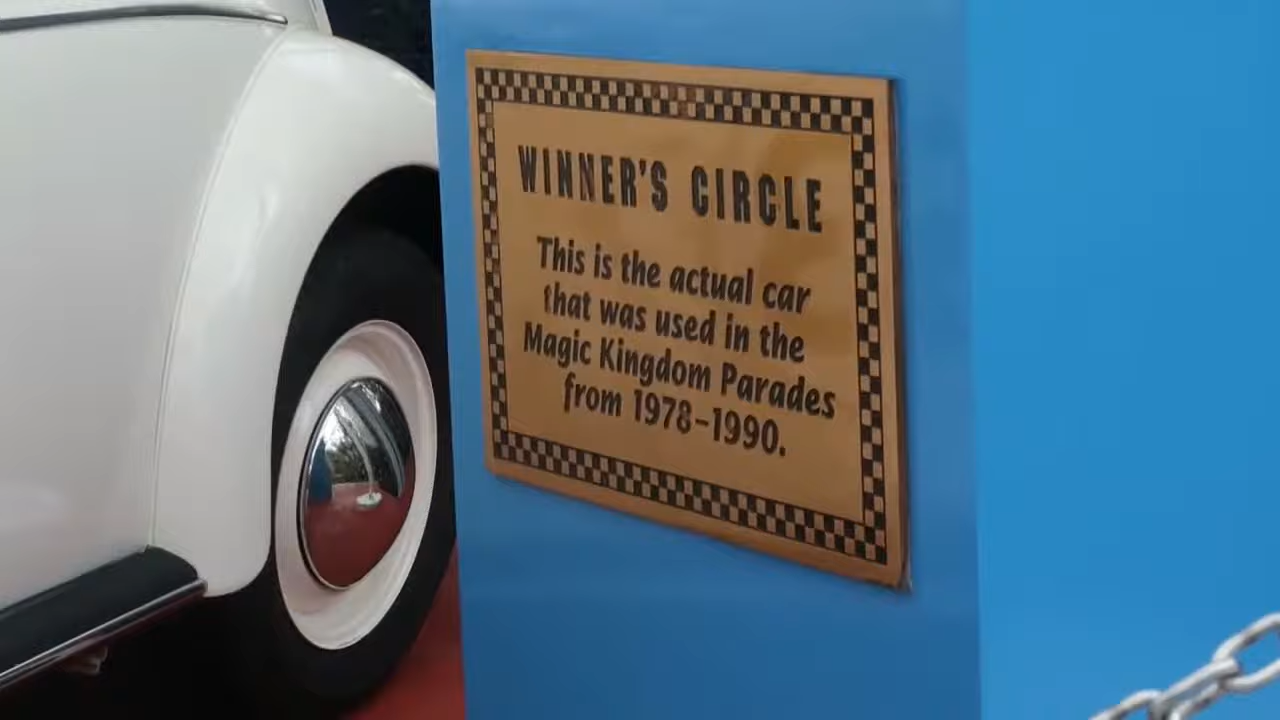 WINNER'S CIRCLE
This is the actual car
that was used in the
Magic Kingdom Parades
from 1978-1990.